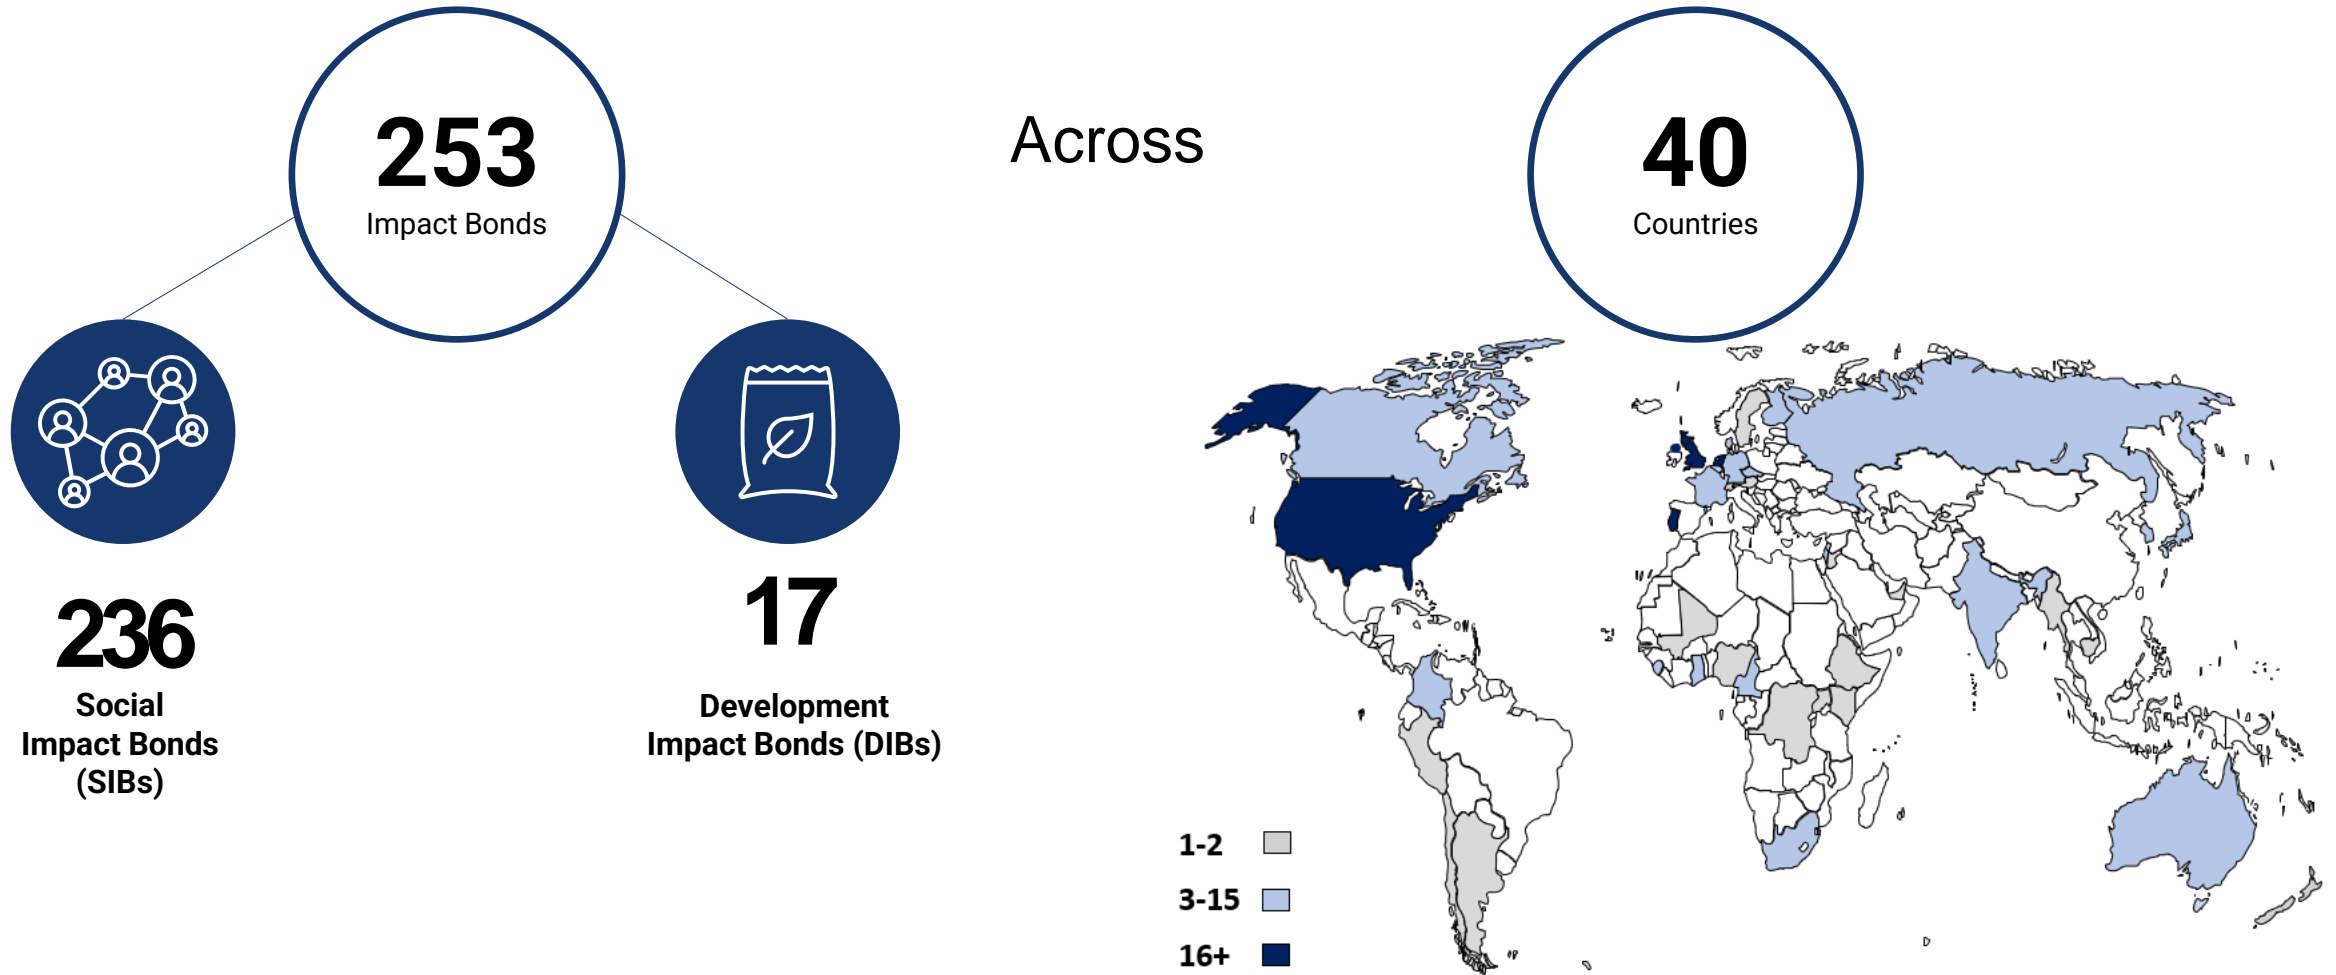 253
Impact Bonds
Across
40
Countries
236
Social
Impact Bonds
(SIBs)
17
Development
Impact Bonds (DIBs)
1-2
3-15
16+